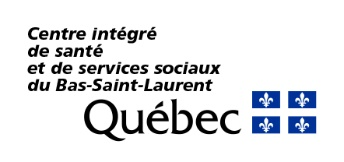 Centre intégré
de santé
et de services sociaux
du Bas-Saint-Laurent
Québec